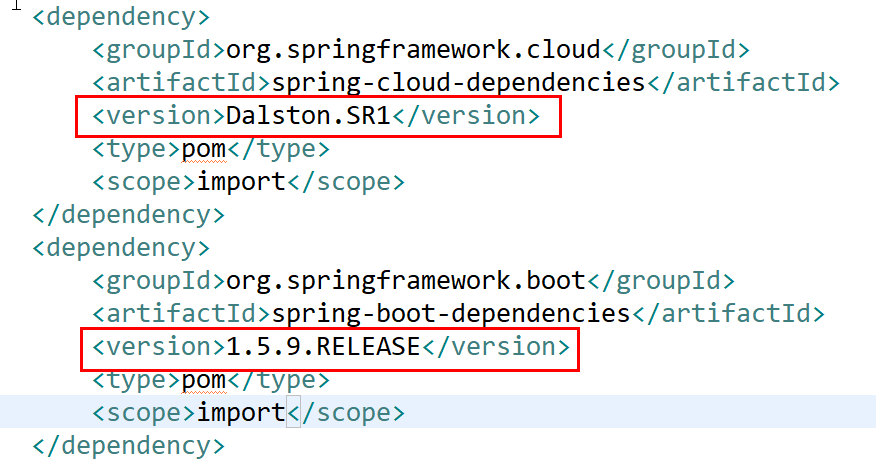 <dependency>
<groupId>org.springframework.cloud</groupId>
<artifactId>spring-cloud-dependencies</artifactId>
<version>Dalston.SR1</version>
<type>pom</type>
<scope>import</scope>
</dependency>
<dependency>
<groupId>org.springframework.boot</groupId>
<artifactId>spring-boot-dependencies</artifactId>
<version>1.5.9.RELEASE</version>
<type>pom</type>
<scope>import</scope>
</dependency>